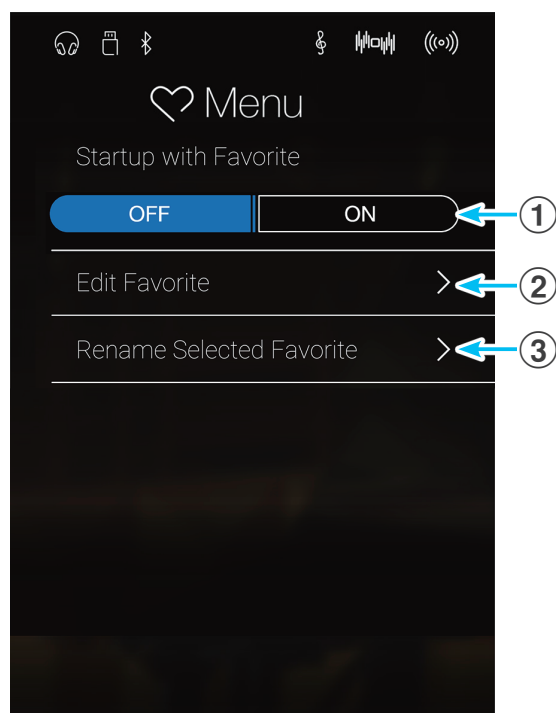 Menu
Startup with Favorite
OFF ON 1
Edit Favorite 2
Rename Selected Favorite 3